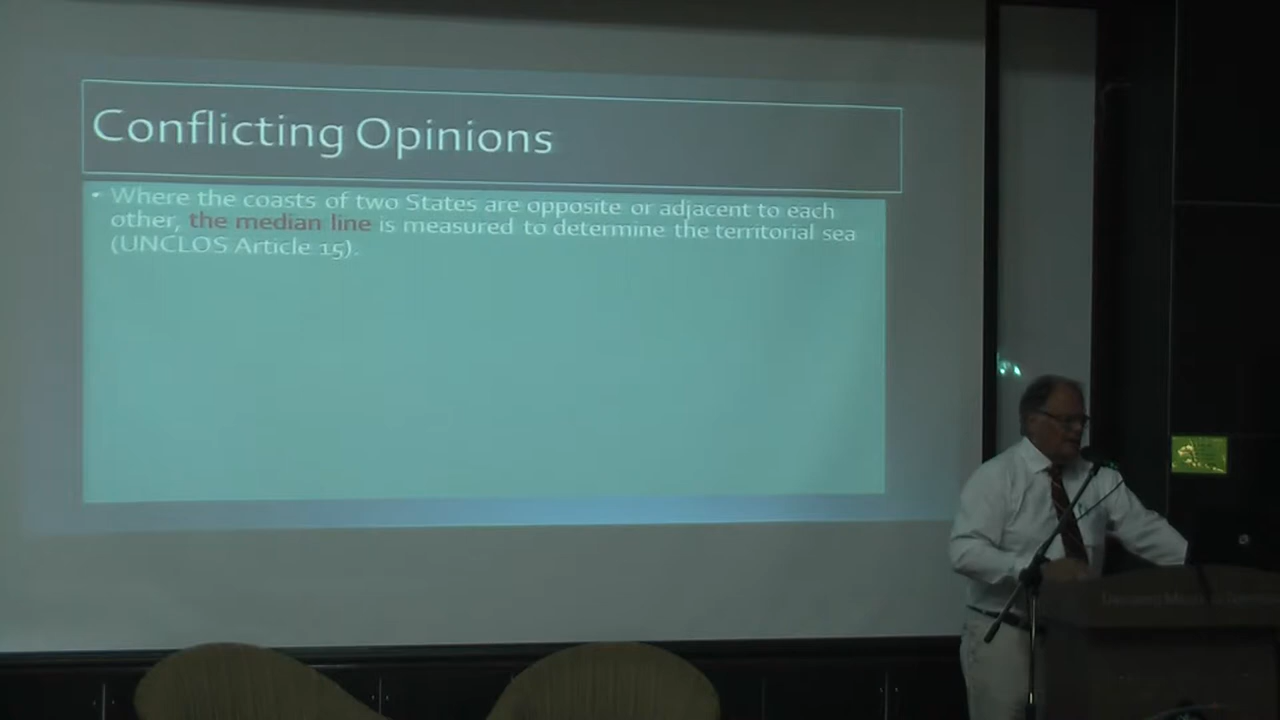 Conflicting Opinions
• Where the coasts of two States are opposite or adjacent to each
other, the median line is measured to determine the territorial sea
(UNCLOS Article 15).